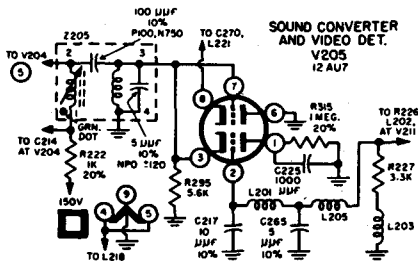 100 µµF
10%
P100, N750
TO C270,
L221
SOUND CONVERTER
AND VIDEO DET.
V205
12 AU7
Z205
2
3
TO V204
5
8
7
6
4
GRN.
DOT
TO C214
AT V204
R222
1K
20%
5
µµF
10%
NPO
3
1
2
R315
1 MEG.
20%
TO R226
L202,
AT V211
C225
1000
µµF
R227
3.3K
R295
5.6K
150V
4
9
5
TO L218
C217
10
µµF
10%
L201
C265
5
µµF
10%
L205
L203